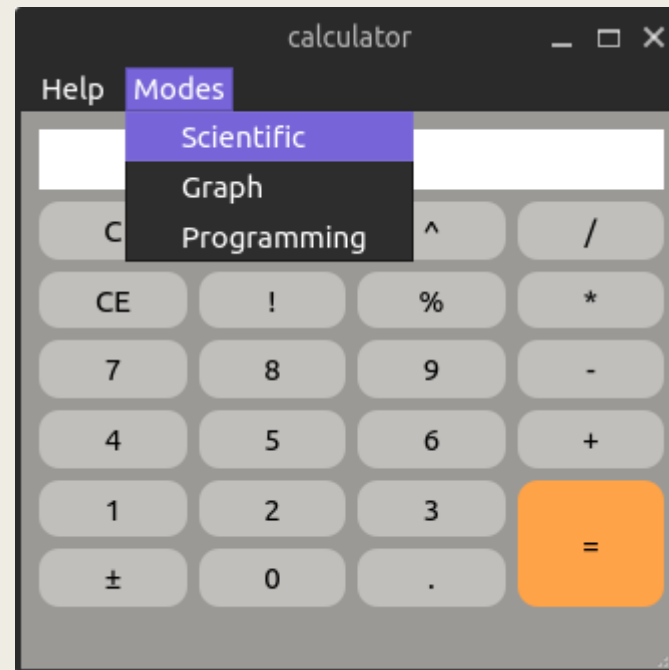 calculator
Help Modes
Scientific
Graph
Programming
C ^ /
CE ! % *
7 8 9 -
4 5 6 +
1 2 3
=
± 0 .